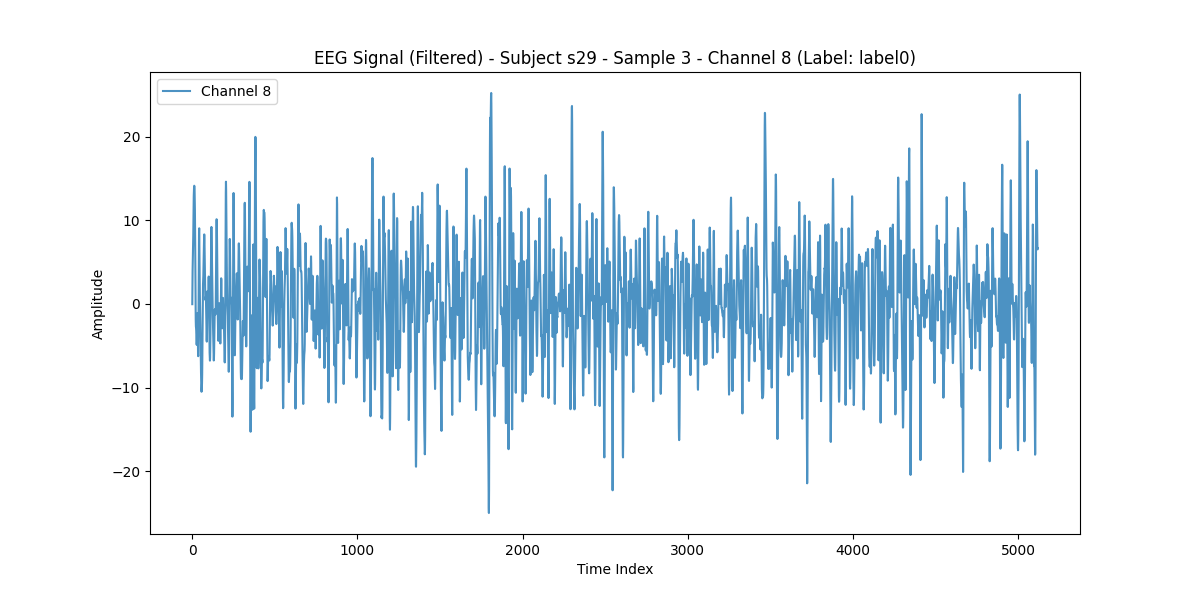 EEG Signal (Filtered) - Subject s29 - Sample 3 - Channel 8 (Label: label0)
Channel 8
Amplitude
20
10
0
−10
−20
0 1000 2000 3000 4000 5000
Time Index